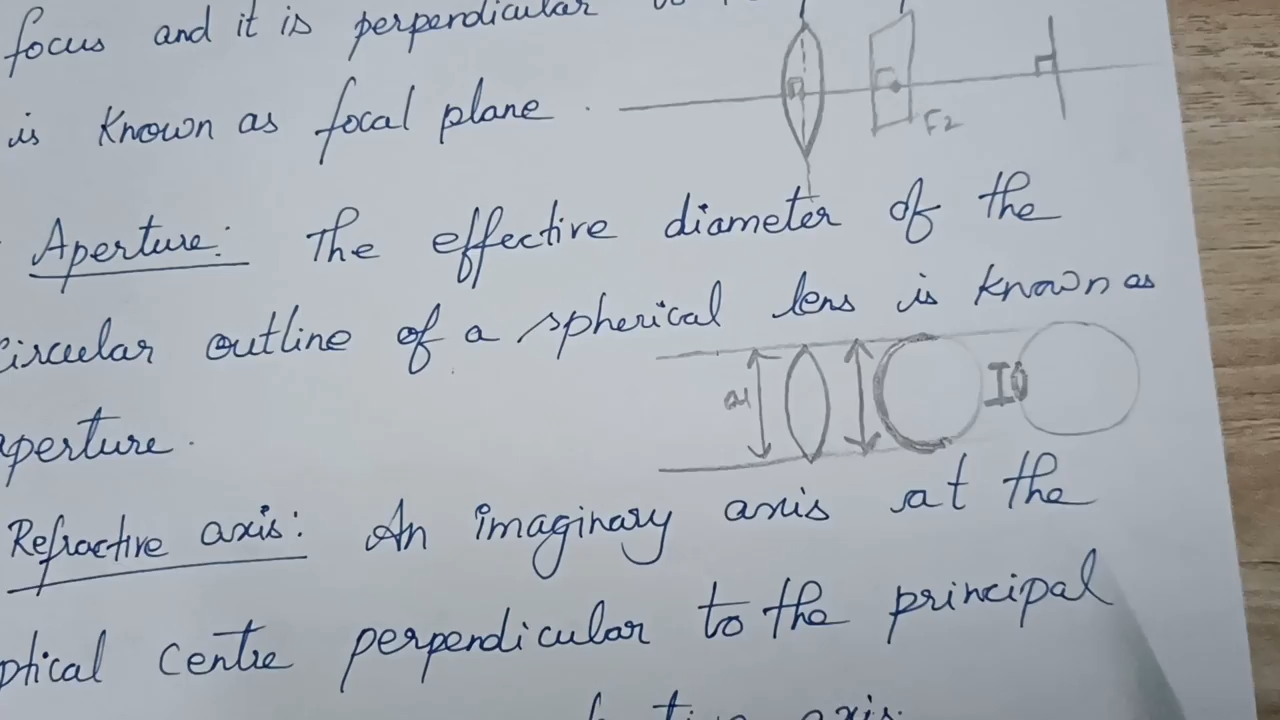 focus and it is perpendicular
is known as focal plane.
F2
Aperture: The effective diameter of the
circular outline of a spherical lens is known as
aperture.
Refractive axis: An imaginary axis at the
optical centre perpendicular to the principal
axis.